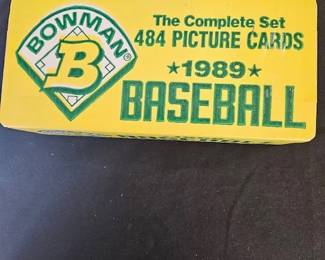 BOWMAN®
B
The Complete Set
484 PICTURE CARDS
★1989★
BASEBALL